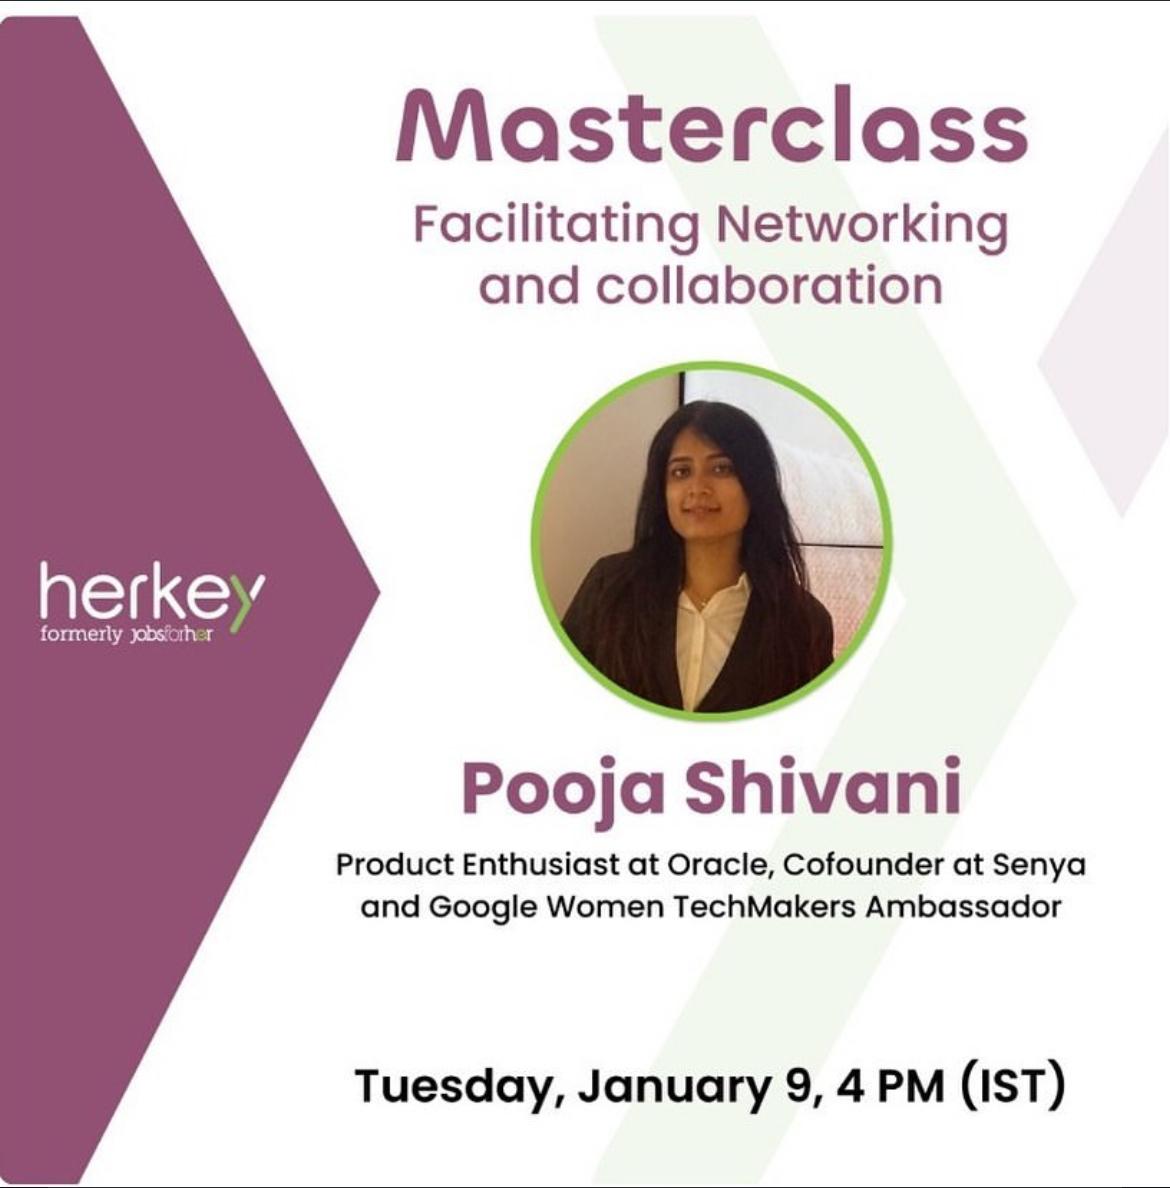 Masterclass
Facilitating Networking
and collaboration
herkey
formerly jobsforher
Pooja Shivani
Product Enthusiast at Oracle, Cofounder at Senya
and Google Women TechMakers Ambassador
Tuesday, January 9, 4 PM (IST)